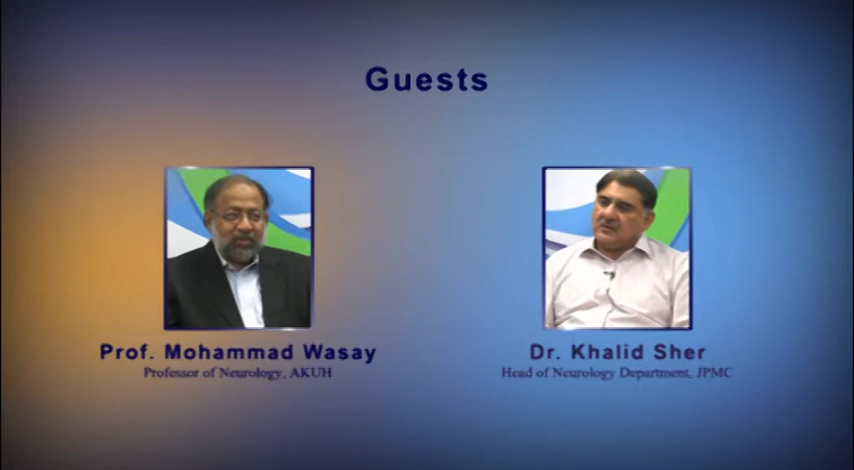 Guests
Prof. Mohammad Wasay
Professor of Neurology, AKUH
Dr. Khalid Sher
Head of Neurology Department, JPMC